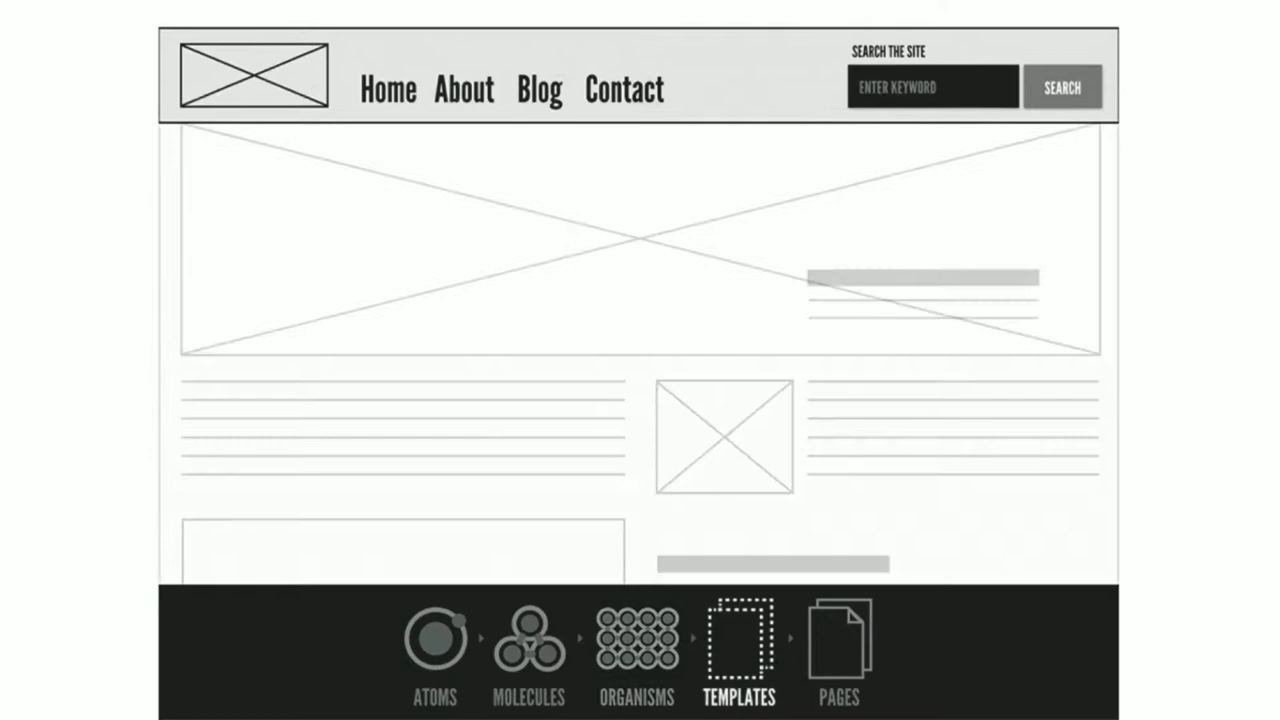 SEARCH THE SITE
Home About Blog Contact
ENTER KEYWORD
SEARCH
ATOMS MOLECULES ORGANISMS TEMPLATES PAGES